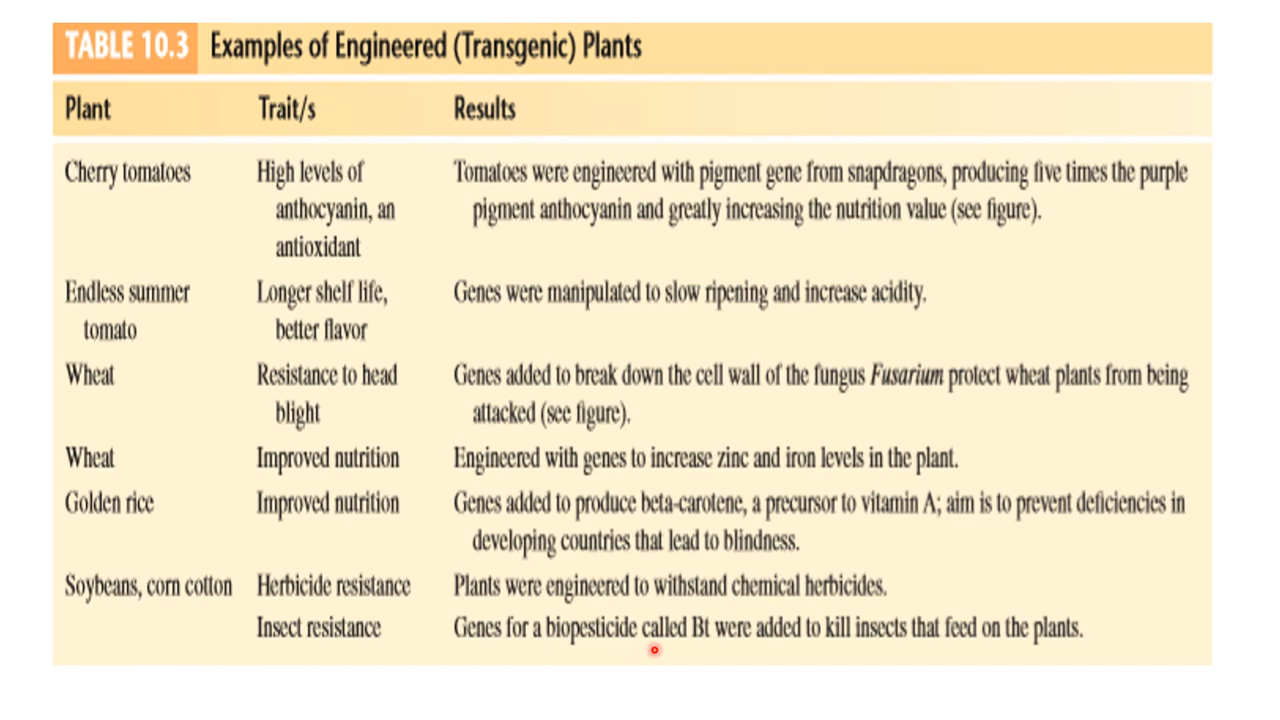 TABLE 10.3 Examples of Engineered (Transgenic) Plants
Plant Trait/s Results
Cherry tomatoes High levels of Tomatoes were engineered with pigment gene from snapdragons, producing five times the purple
anthocyanin, an pigment anthocyanin and greatly increasing the nutrition value (see figure).
antioxidant
Endless summer Longer shelf life, Genes were manipulated to slow ripening and increase acidity.
tomato better flavor
Wheat Resistance to head Genes added to break down the cell wall of the fungus Fusarium protect wheat plants from being
blight attacked (see figure).
Wheat Improved nutrition Engineered with genes to increase zinc and iron levels in the plant.
Golden rice Improved nutrition Genes added to produce beta-carotene, a precursor to vitamin A; aim is to prevent deficiencies in
developing countries that lead to blindness.
Soybeans, corn cotton Herbicide resistance Plants were engineered to withstand chemical herbicides.
Insect resistance Genes for a biopesticide called Bt were added to kill insects that feed on the plants.